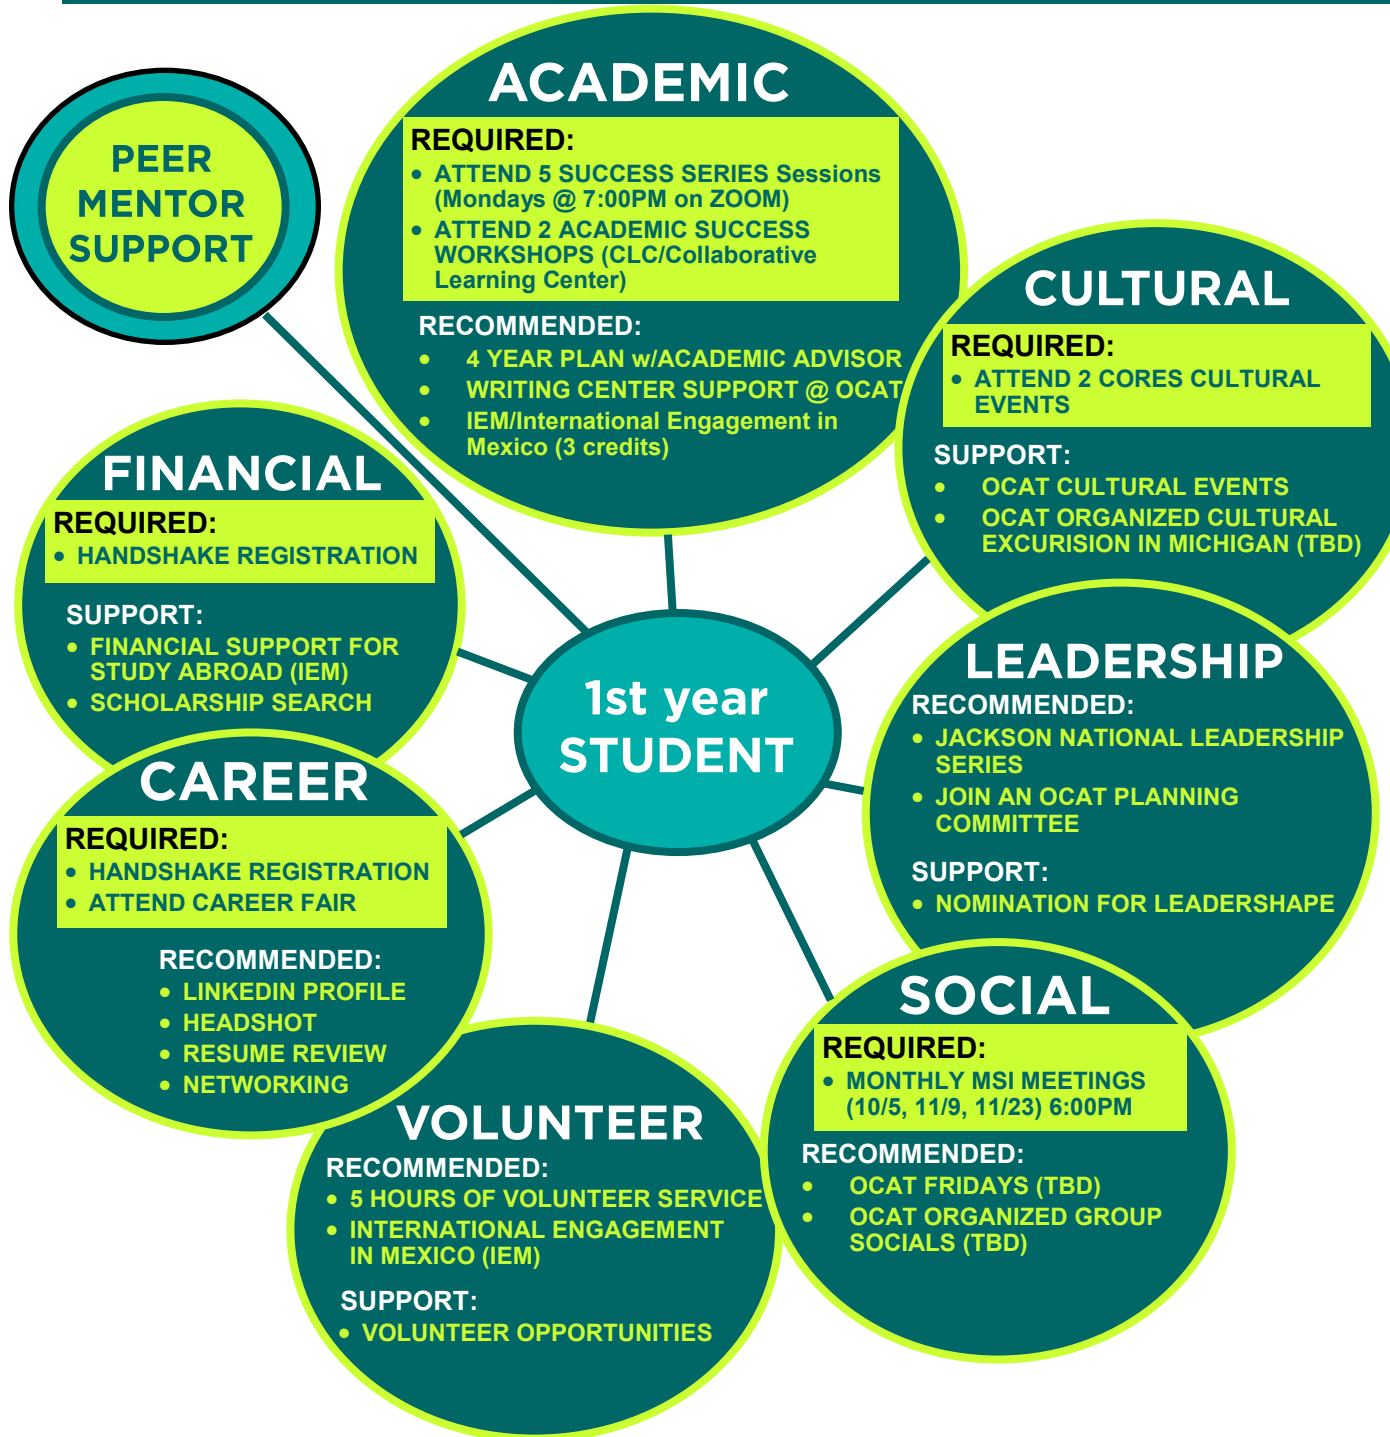 PEER
MENTOR
SUPPORT
ACADEMIC
REQUIRED:
• ATTEND 5 SUCCESS SERIES Sessions
(Mondays @ 7:00PM on ZOOM)
• ATTEND 2 ACADEMIC SUCCESS
WORKSHOPS (CLC/Collaborative
Learning Center)
RECOMMENDED:
• 4 YEAR PLAN w/ACADEMIC ADVISOR
• WRITING CENTER SUPPORT @ OCAT
• IEM/International Engagement in
Mexico (3 credits)
CULTURAL
REQUIRED:
• ATTEND 2 CORES CULTURAL
EVENTS
SUPPORT:
• OCAT CULTURAL EVENTS
• OCAT ORGANIZED CULTURAL
EXCURISION IN MICHIGAN (TBD)
FINANCIAL
REQUIRED:
• HANDSHAKE REGISTRATION
SUPPORT:
• FINANCIAL SUPPORT FOR
STUDY ABROAD (IEM)
• SCHOLARSHIP SEARCH
1st year
STUDENT
LEADERSHIP
RECOMMENDED:
• JACKSON NATIONAL LEADERSHIP
SERIES
• JOIN AN OCAT PLANNING
COMMITTEE
SUPPORT:
• NOMINATION FOR LEADERSHAPE
CAREER
REQUIRED:
• HANDSHAKE REGISTRATION
• ATTEND CAREER FAIR
RECOMMENDED:
• LINKEDIN PROFILE
• HEADSHOT
• RESUME REVIEW
• NETWORKING
SOCIAL
REQUIRED:
• MONTHLY MSI MEETINGS
(10/5, 11/9, 11/23) 6:00PM
RECOMMENDED:
• OCAT FRIDAYS (TBD)
• OCAT ORGANIZED GROUP
SOCIALS (TBD)
VOLUNTEER
RECOMMENDED:
• 5 HOURS OF VOLUNTEER SERVICE
• INTERNATIONAL ENGAGEMENT
IN MEXICO (IEM)
SUPPORT:
• VOLUNTEER OPPORTUNITIES